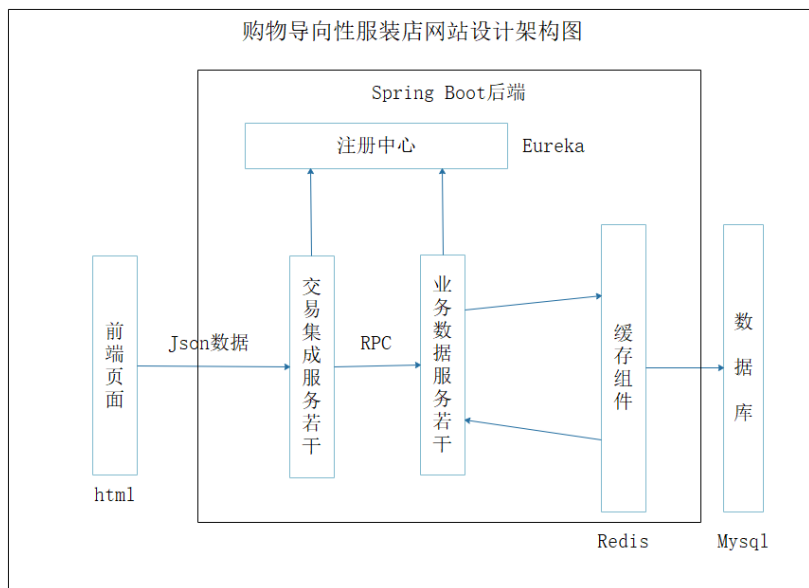 购物导向性服装店网站设计架构图
Spring Boot后端
注册中心
Eureka
前端页面
html
Json数据
交易集成服务若干
RPC
业务数据服务若干
缓存组件
Redis
数据库
Mysql